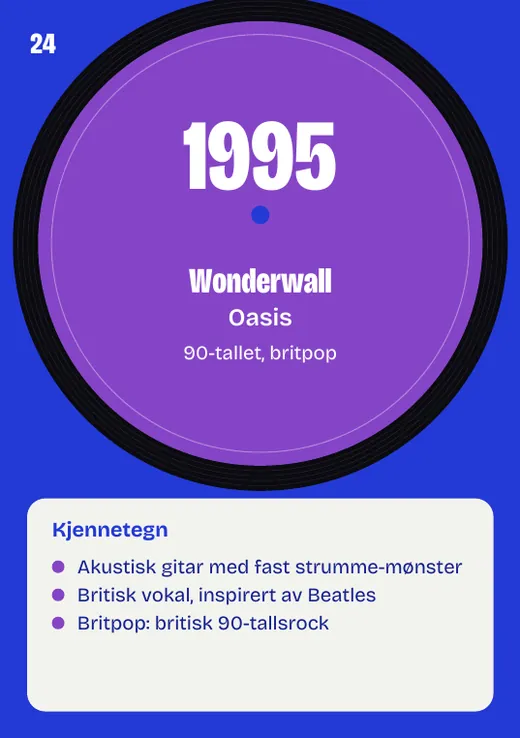 24
1995
Wonderwall
Oasis
90-tallet, britpop
Kjennetegn
Akustisk gitar med fast strumme-mønster
Britisk vokal, inspirert av Beatles
Britpop: britisk 90-tallsrock